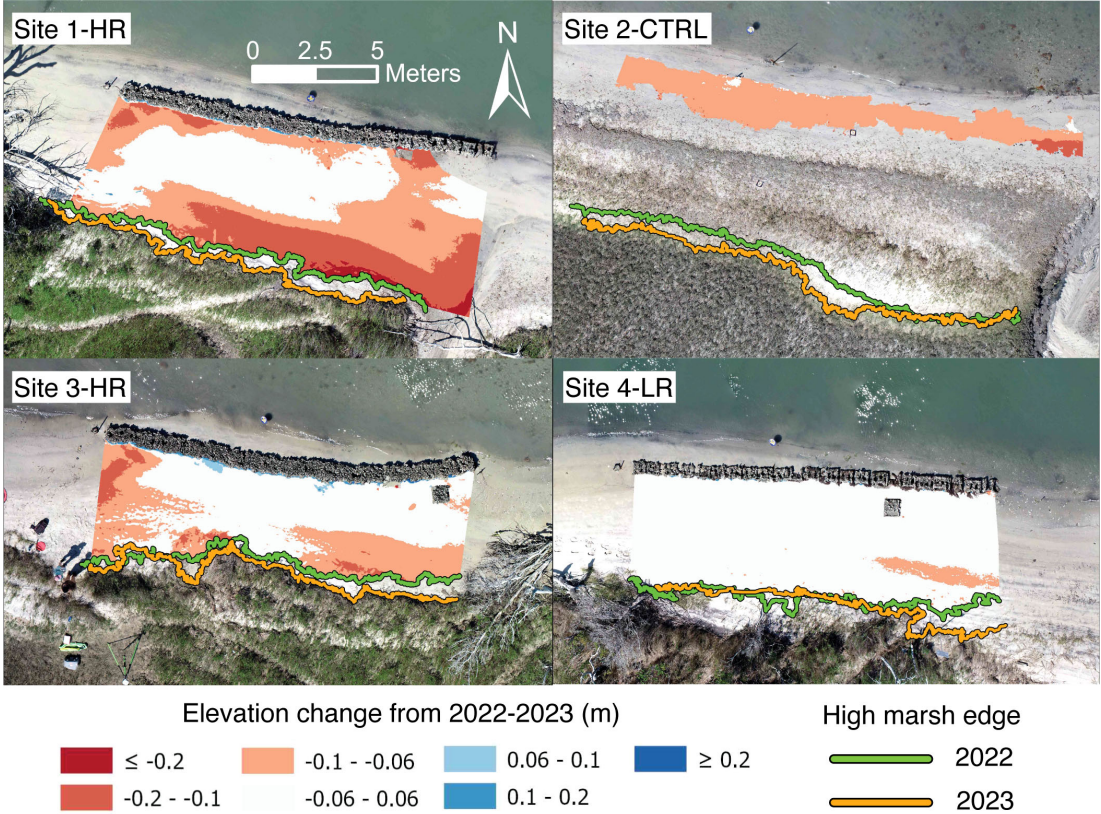 Site 1-HR
0 2.5 5
Meters
N
Site 2-CTRL
Site 3-HR
Site 4-LR
Elevation change from 2022-2023 (m)
High marsh edge
≤ -0.2
-0.1 - -0.06
0.06 - 0.1
≥ 0.2
2022
-0.2 - -0.1
-0.06 - 0.06
0.1 - 0.2
2023